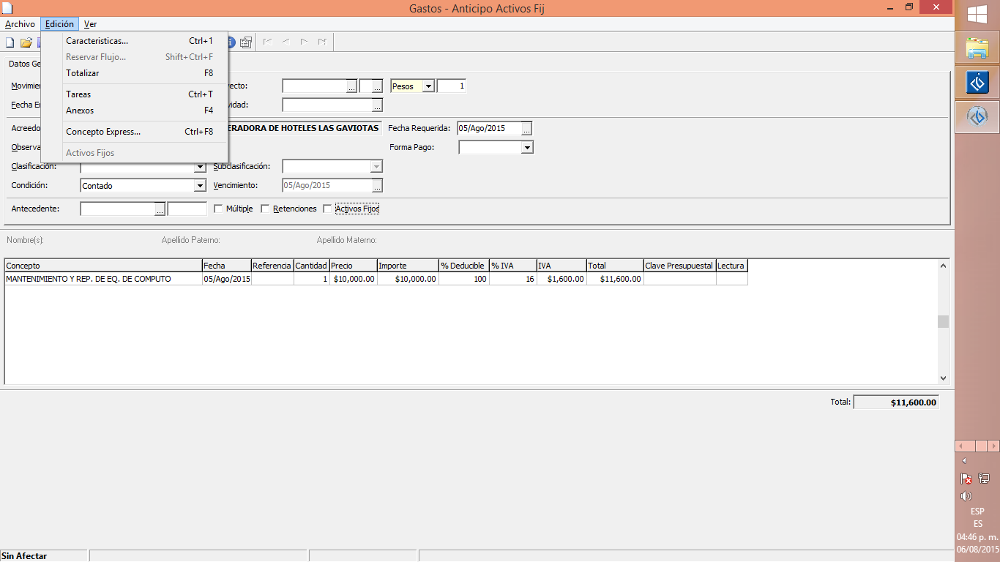 Gastos - Anticipo Activos Fij
Archivo Edición Ver
Caracteristicas... Ctrl+1
Reservar Flujo... Shift+Ctrl+F
Totalizar F8
Tareas Ctrl+T
Anexos F4
Concepto Express... Ctrl+F8
Activos Fijos
Datos Ge
Movimie yecto: ... ... Pesos 1
Fecha E vidad: ...
Acreedo ERADORA DE HOTELES LAS GAVIOTAS Fecha Requerida: 05/Ago/2015 ...
Observa Forma Pago:
Clasificación: Subclasificación:
Condición: Contado Vencimiento: 05/Ago/2015 ...
Antecedente: ... Múltiple Retenciones Activos Fijos
Nombre(s): Apellido Paterno: Apellido Materno:
Concepto Fecha Referencia Cantidad Precio Importe % Deducible % IVA IVA Total Clave Presupuestal Lectura
MANTENIMIENTO Y REP. DE EQ. DE COMPUTO 05/Ago/2015 1 $10,000.00 $10,000.00 100 16 $1,600.00 $11,600.00
Total: $11,600.00
Sin Afectar
ESP
ES
04:46 p. m.
06/08/2015